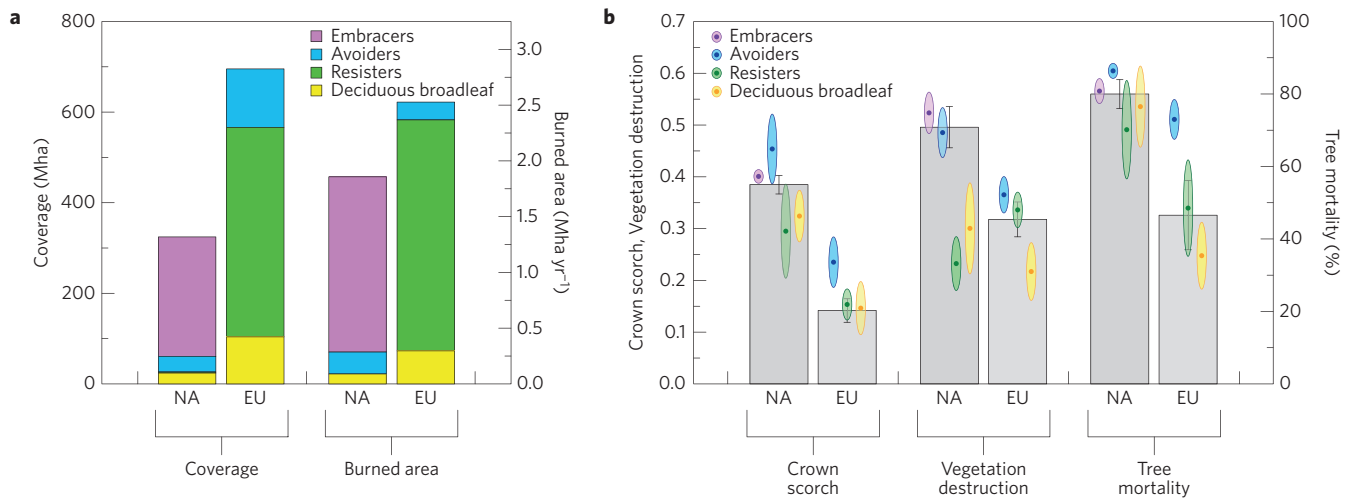 a
800
600
400
200
0
Coverage (Mha)
Embracers
Avoiders
Resisters
Deciduous broadleaf
3.0
2.5
2.0
1.5
1.0
0.5
0.0
Burned area (Mha yr⁻¹)
NA
EU
NA
EU
Coverage
Burned area
b
0.7
0.6
0.5
0.4
0.3
0.2
0.1
0.0
Crown scorch, Vegetation destruction
Embracers
Avoiders
Resisters
Deciduous broadleaf
100
80
60
40
20
0
Tree mortality (%)
NA
EU
NA
EU
NA
EU
Crown
scorch
Vegetation
destruction
Tree
mortality